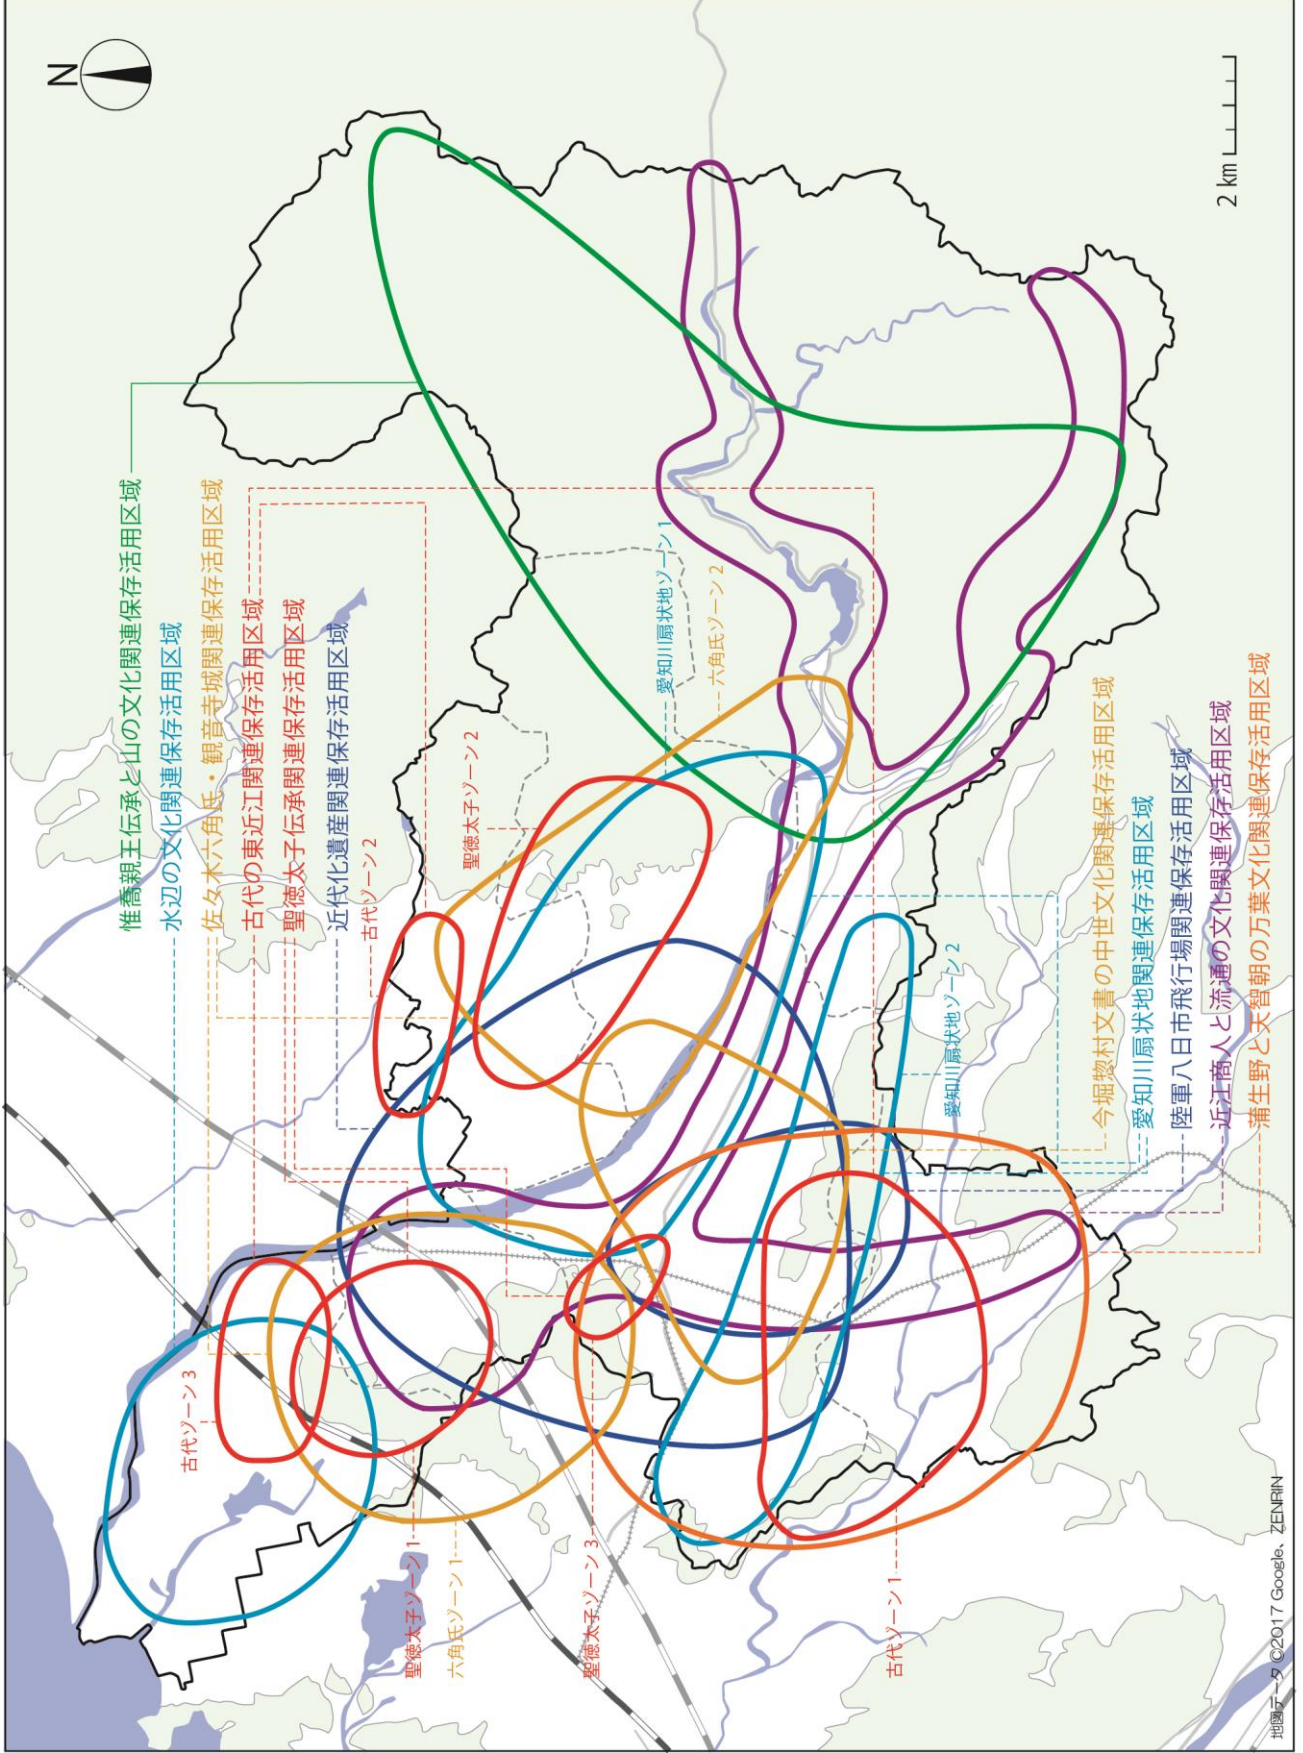 N
惟喬親王伝承と山の文化関連保存活用区域
水辺の文化関連保存活用区域
佐々木六角氏・観音寺城関連保存活用区域
古代の東近江関連保存活用区域
聖徳太子伝承関連保存活用区域
近代化遺産関連保存活用区域
古代ゾーン2
聖徳太子ゾーン2
愛知川扇状地ゾーン1
六角氏ゾーン2
古代ゾーン3
聖徳太子ゾーン1
六角氏ゾーン1
聖徳太子ゾーン3
古代ゾーン1
愛知川扇状地ゾーン2
今堀惣村文書の中世文化関連保存活用区域
愛知川扇状地関連保存活用区域
陸軍八日市飛行場関連保存活用区域
近江商人と流通の文化関連保存活用区域
蒲生野と天智朝の万葉文化関連保存活用区域
2 km
地図データ ©2017 Google、ZENRIN